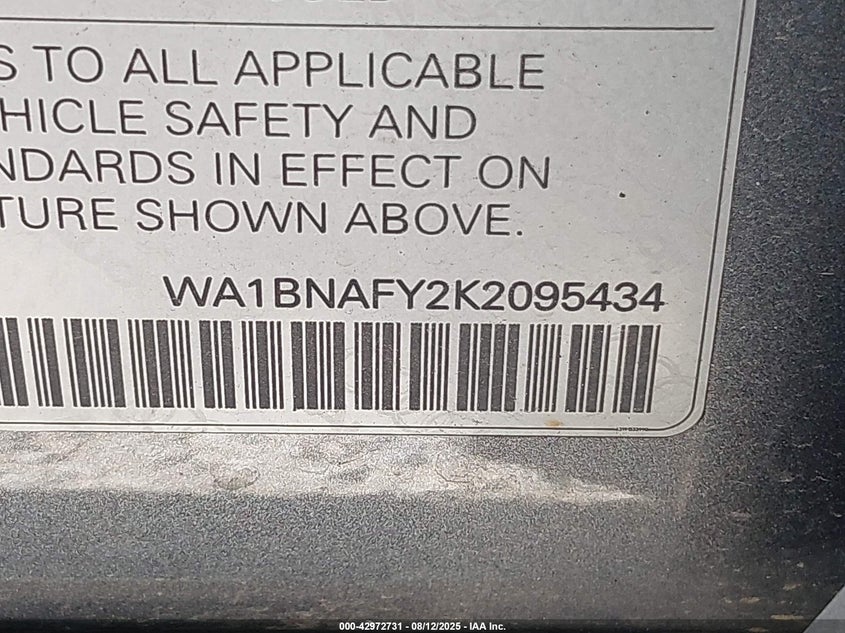 S TO ALL APPLICABLE
HICLE SAFETY AND
NDARDS IN EFFECT ON
TURE SHOWN ABOVE.
WA1BNAFY2K2095434
000-42972731 - 08/12/2025 - IAA Inc.